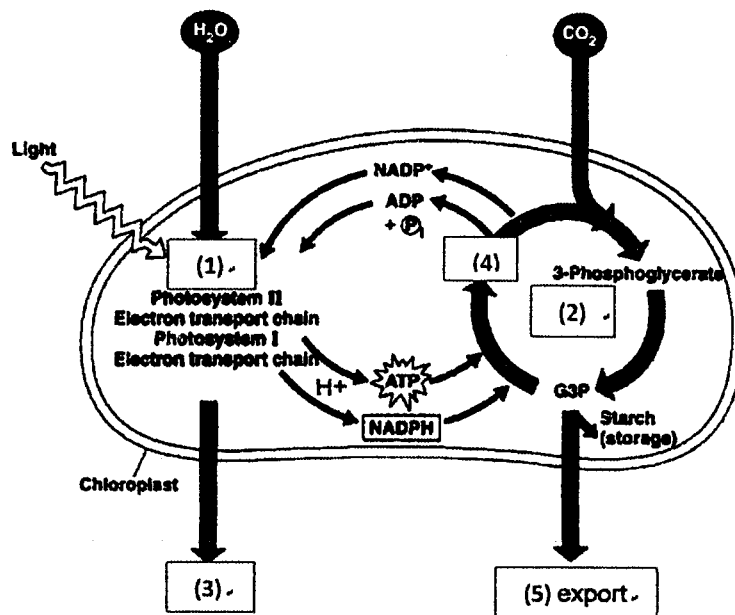 H₂O
CO₂
Light
NADP⁺
ADP
+ Ⓟᵢ
(1)
(4)
3-Phosphoglycerate
Photosystem II
Electron transport chain
Photosystem I
Electron transport chain
(2)
H+
ATP
G3P
NADPH
Starch
(storage)
Chloroplast
(3)
(5) export